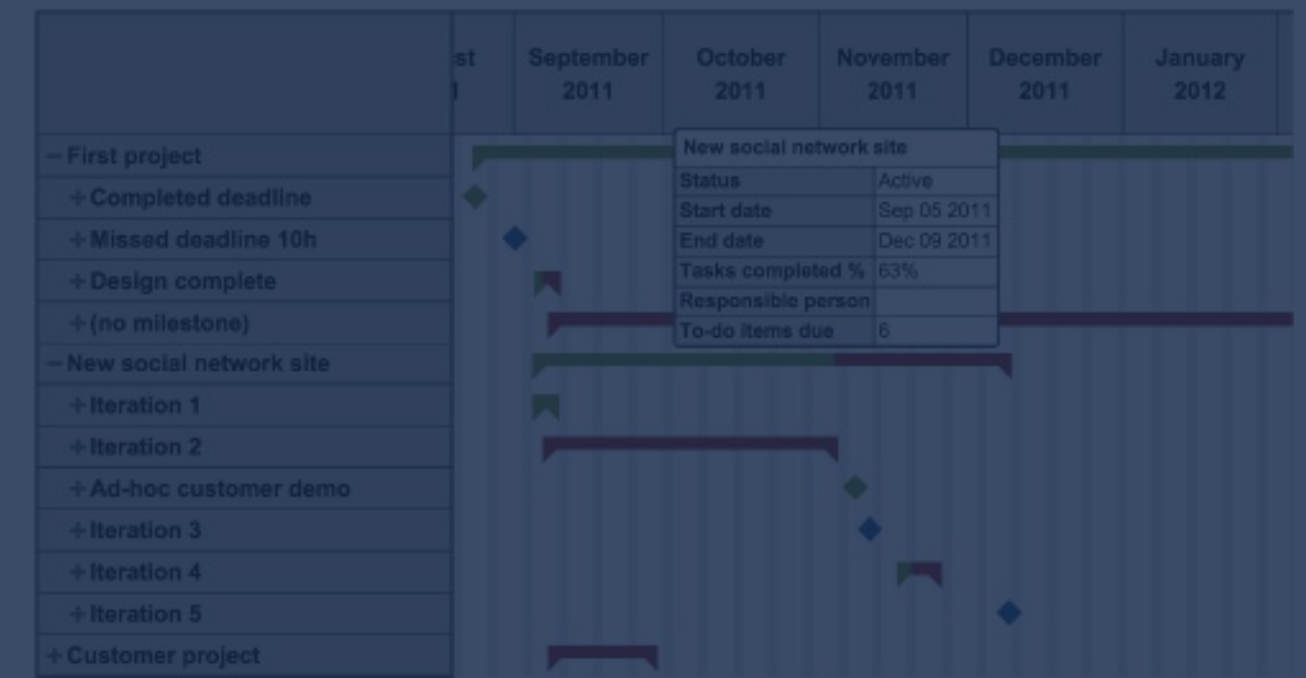 st September October November December January
1 2011 2011 2011 2011 2012
− First project
+ Completed deadline
+ Missed deadline 10h
+ Design complete
+ (no milestone)
− New social network site
+ Iteration 1
+ Iteration 2
+ Ad-hoc customer demo
+ Iteration 3
+ Iteration 4
+ Iteration 5
+ Customer project
New social network site
Status Active
Start date Sep 05 2011
End date Dec 09 2011
Tasks completed % 63%
Responsible person
To-do items due 6